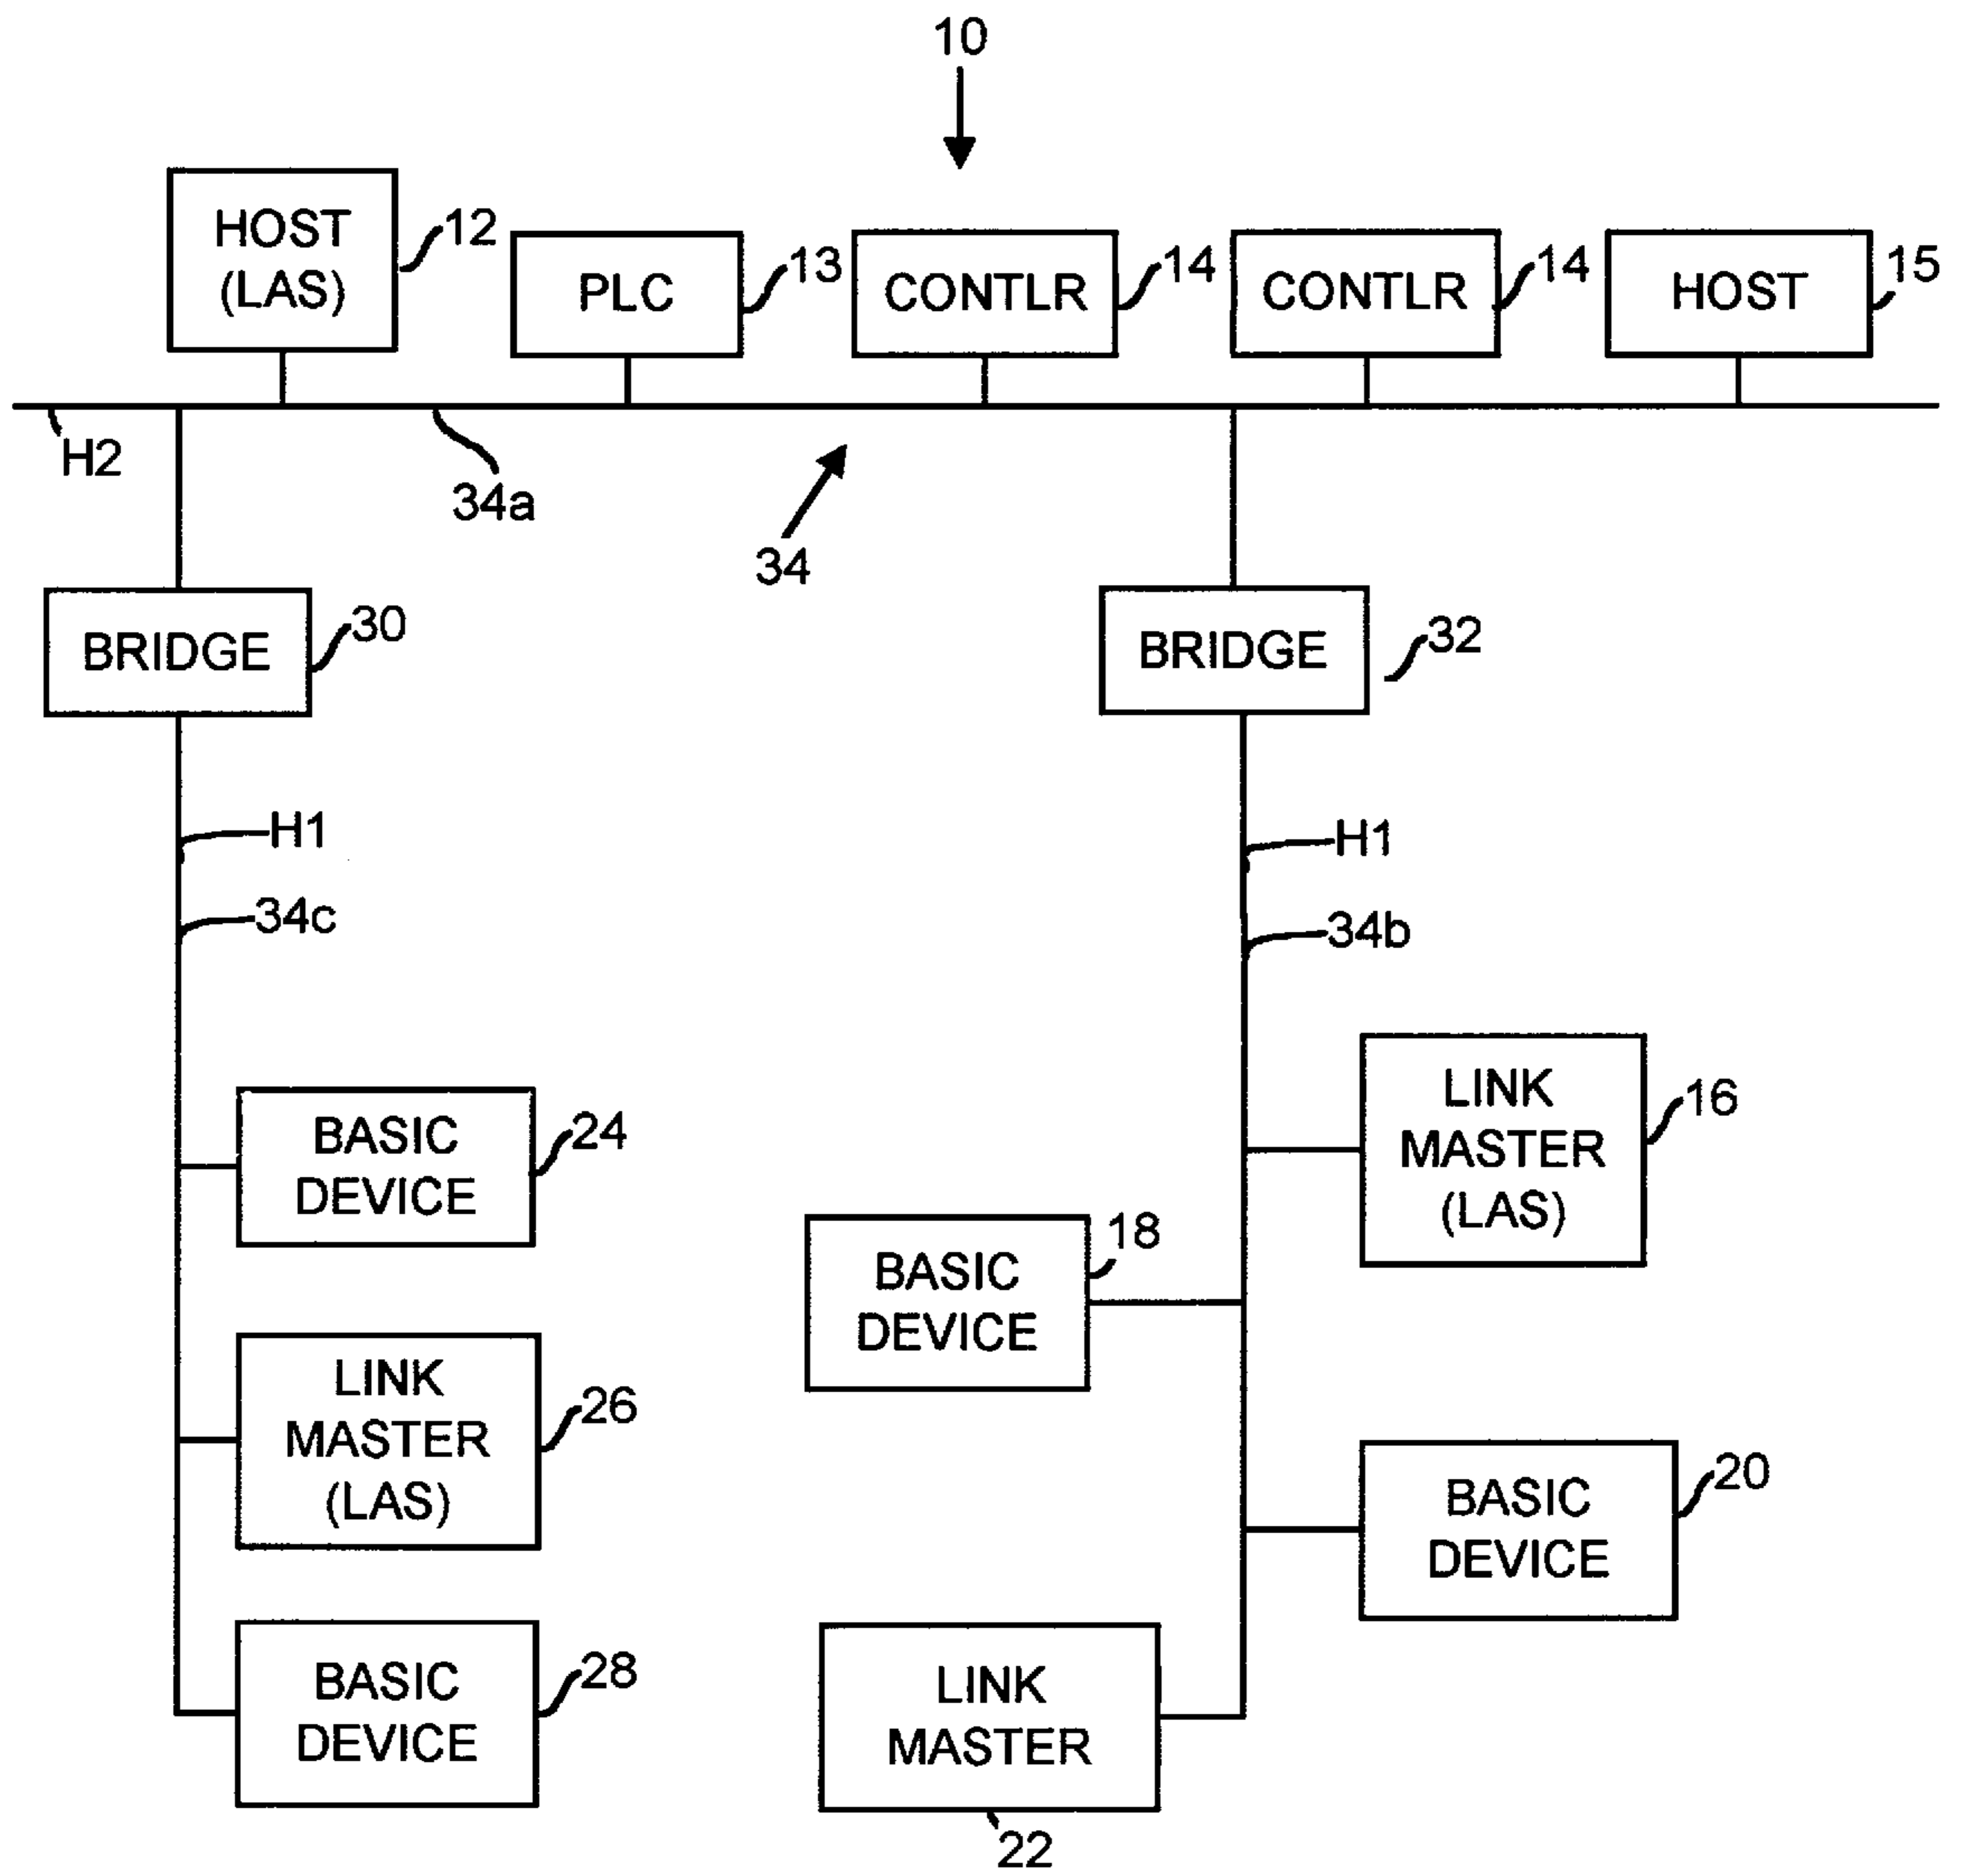 10
HOST
(LAS)
12
PLC
13
CONTLR
14
CONTLR
14
HOST
15
H2
34a
34
BRIDGE
30
BRIDGE
32
H1
34c
H1
34b
BASIC
DEVICE
24
LINK
MASTER
(LAS)
26
BASIC
DEVICE
28
LINK
MASTER
(LAS)
16
BASIC
DEVICE
18
BASIC
DEVICE
20
LINK
MASTER
22